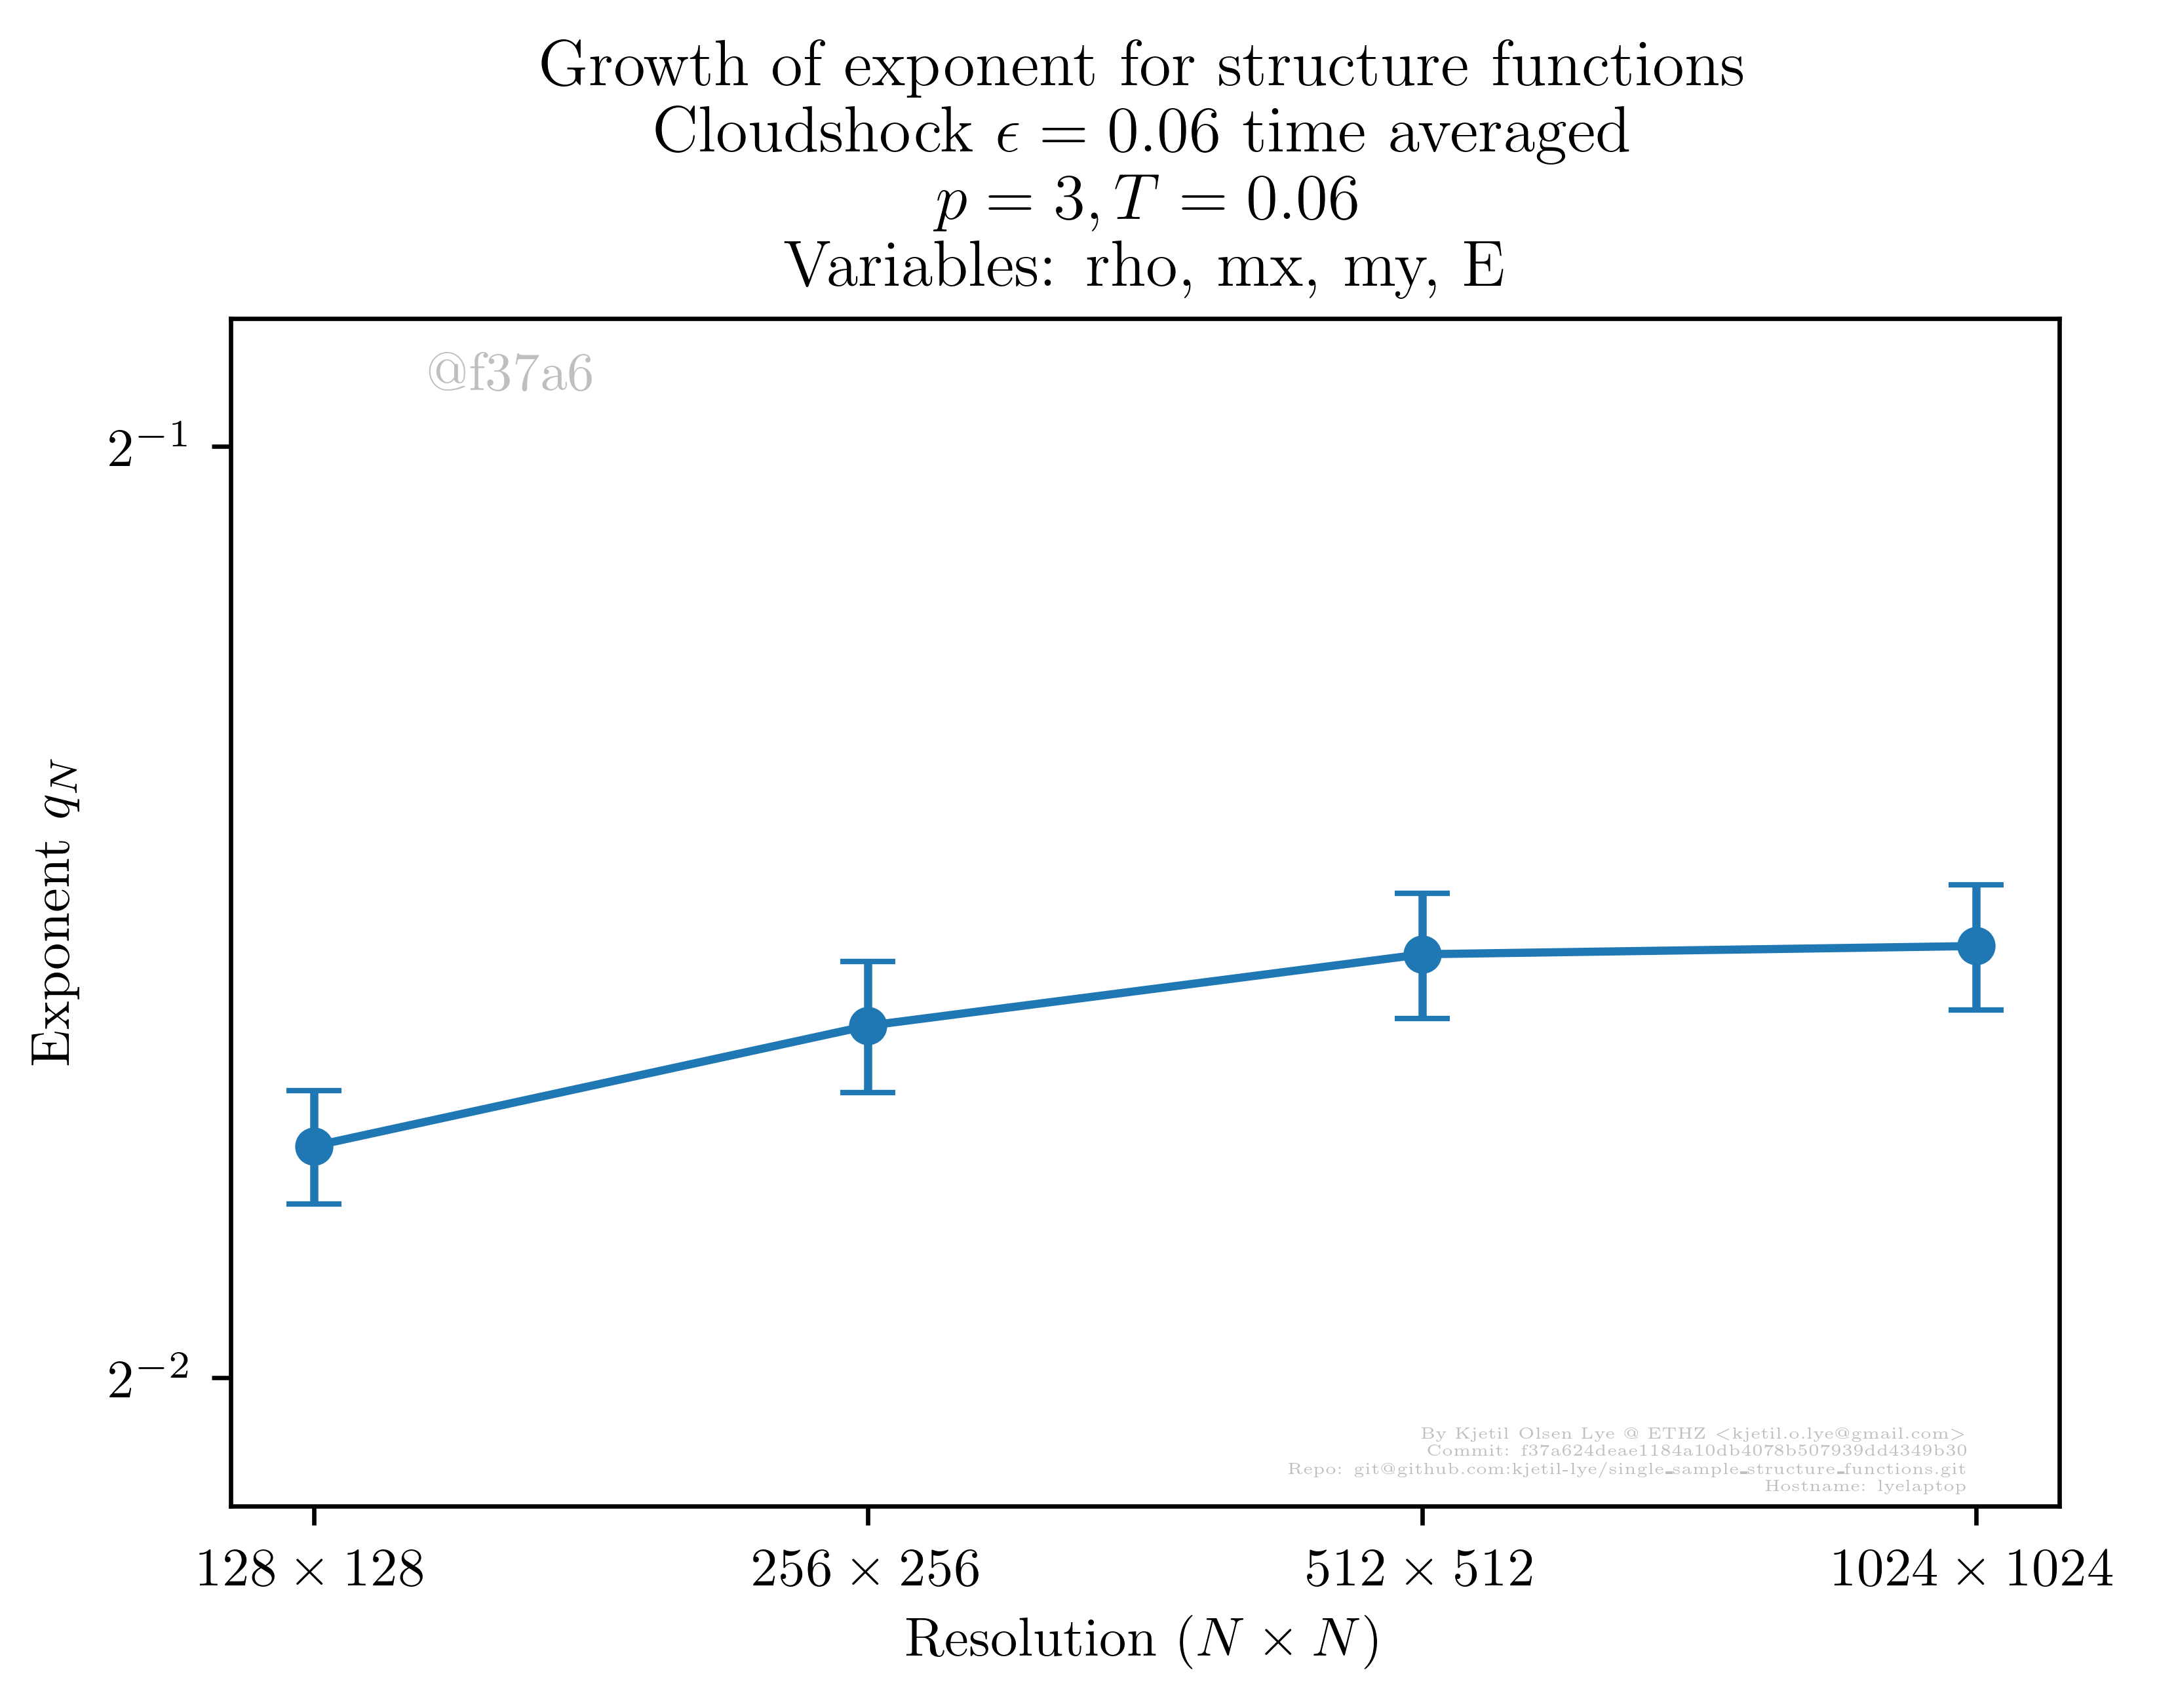 Growth of exponent for structure functions
Cloudshock ϵ = 0.06 time averaged
p = 3, T = 0.06
Variables: rho, mx, my, E
@f37a6
2⁻¹
Exponent q_N
2⁻²
By Kjetil Olsen Lye @ ETHZ <kjetil.o.lye@gmail.com>
Commit: f37a624deae1184a10db4078b507939dd4349b30
Repo: git@github.com:kjetil-lye/single_sample_structure_functions.git
Hostname: lyelaptop
128 × 128 256 × 256 512 × 512 1024 × 1024
Resolution (N × N)